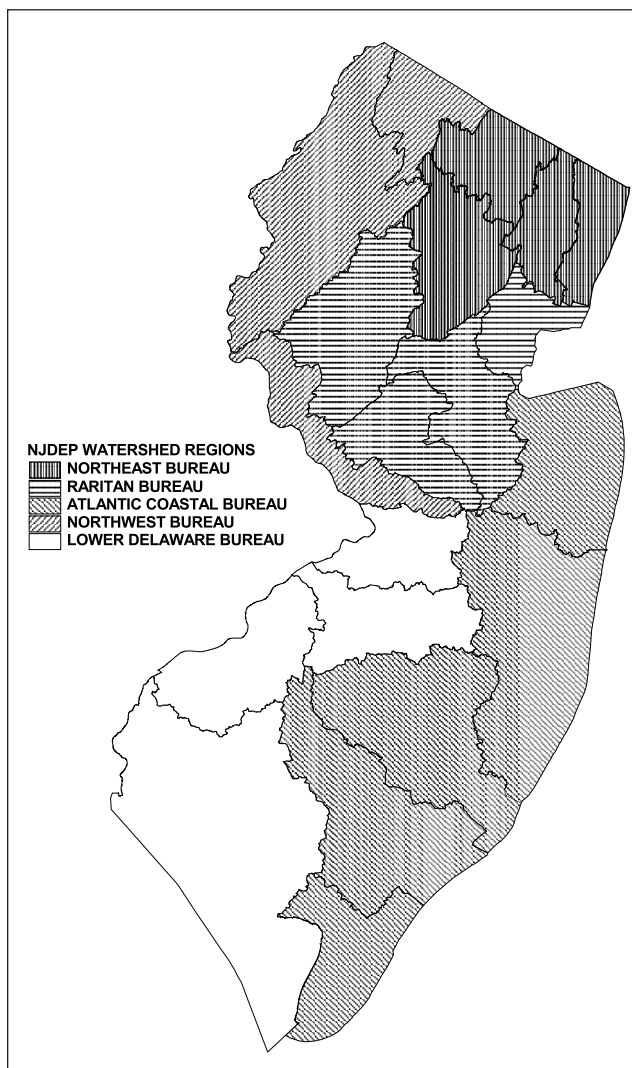 NJDEP WATERSHED REGIONS
NORTHEAST BUREAU
RARITAN BUREAU
ATLANTIC COASTAL BUREAU
NORTHWEST BUREAU
LOWER DELAWARE BUREAU